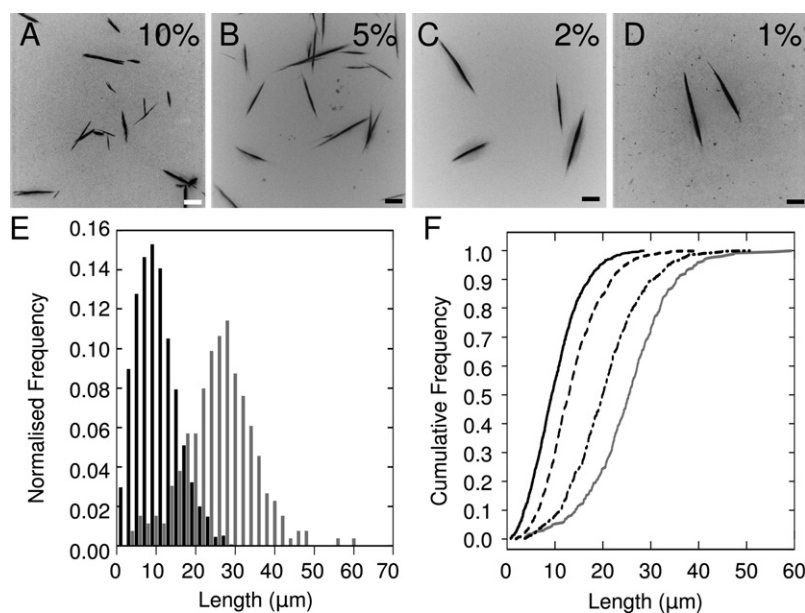 A 10%
B 5%
C 2%
D 1%
E
0.16
0.14
0.12
0.10
0.08
0.06
0.04
0.02
0.00
Normalised Frequency
0 10 20 30 40 50 60 70
Length (μm)
F
1.0
0.9
0.8
0.7
0.6
0.5
0.4
0.3
0.2
0.1
0.0
Cumulative Frequency
0 10 20 30 40 50 60
Length (μm)